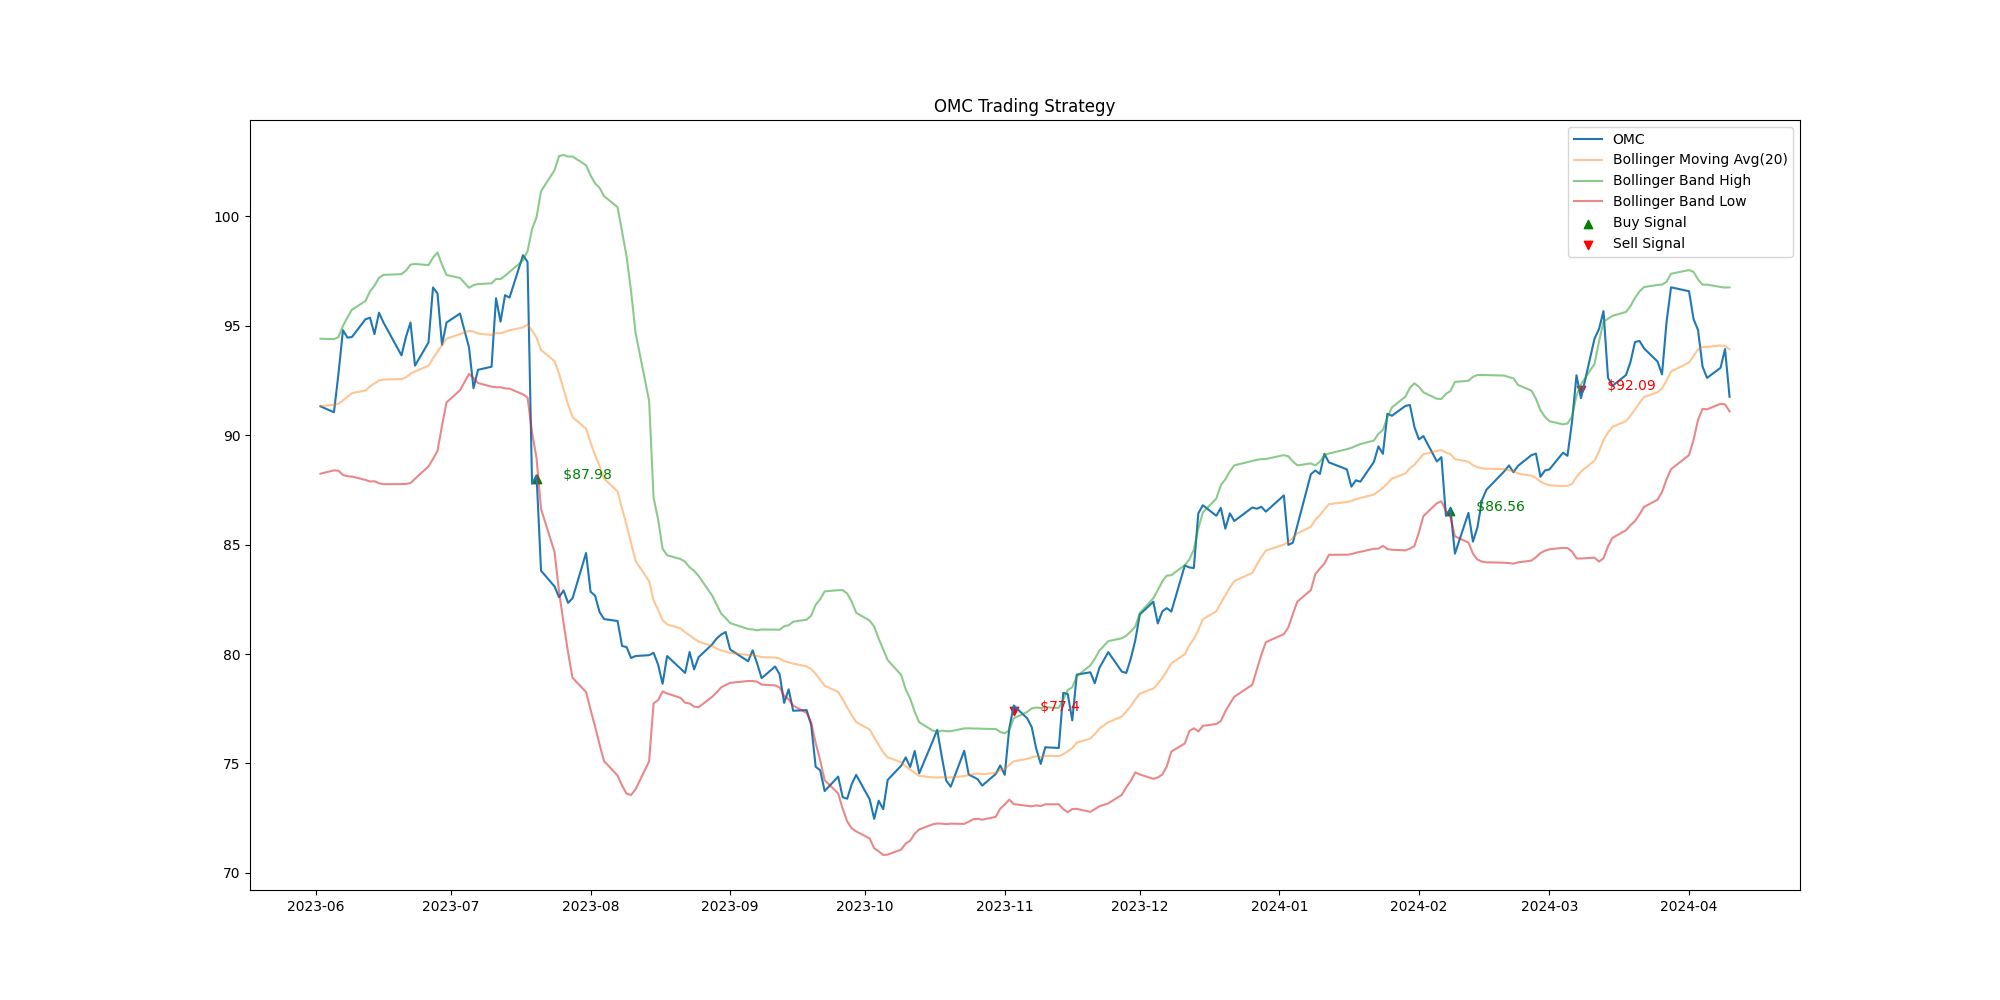 OMC Trading Strategy
OMC
Bollinger Moving Avg(20)
Bollinger Band High
Bollinger Band Low
Buy Signal
Sell Signal
100
95
90
85
80
75
70
$87.98
$77.4
$86.56
$92.09
2023-06 2023-07 2023-08 2023-09 2023-10 2023-11 2023-12 2024-01 2024-02 2024-03 2024-04